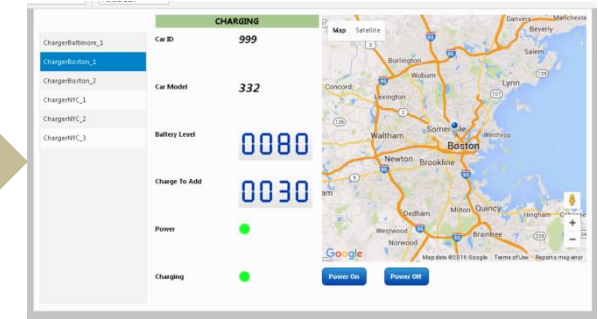 CHARGING
ChargerBaltimore_1
ChargerBoston_1
ChargerBoston_2
ChargerNYC_1
ChargerNYC_2
ChargerNYC_3
Car ID 999
Car Model 332
Battery Level 0080
Charge To Add 0030
Power
Charging
Map Satellite
Danvers
Manchester
Beverly
Salem
Burlington
Woburn
Lynn
Concord
Lexington
Waltham
Winthrop
Boston
Newton
Brookline
Dedham
Milton
Quincy
Hingham
Westwood
Braintree
Norwood
Google
Map data ©2016 Google Terms of Use Report a map error
Power On Power Off